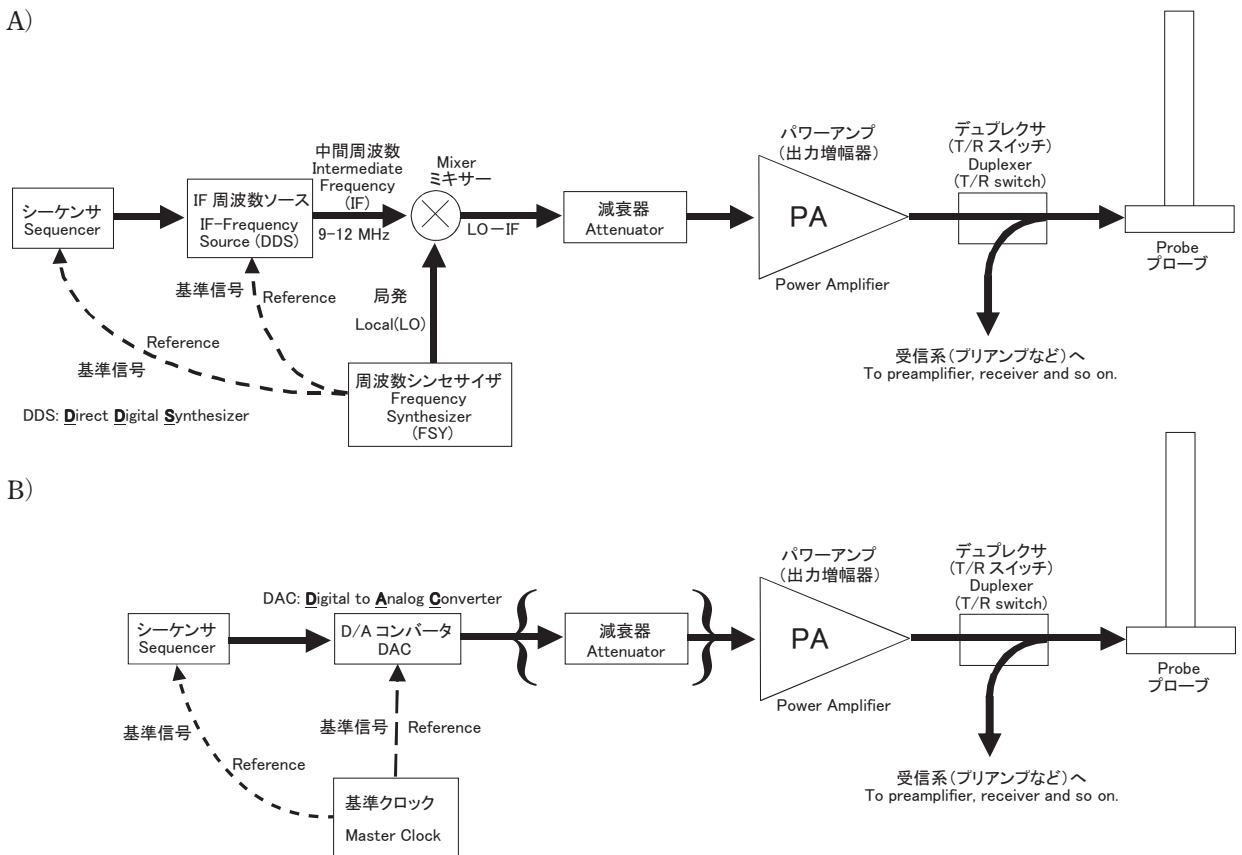 A)
シーケンサ
Sequencer
IF 周波数ソース
IF-Frequency
Source (DDS)
中間周波数
Intermediate
Frequency
(IF)
9-12 MHz
Mixer
ミキサー
LO-IF
減衰器
Attenuator
パワーアンプ
(出力増幅器)
PA
Power Amplifier
デュプレクサ
(T/R スイッチ)
Duplexer
(T/R switch)
Probe
プローブ
基準信号
Reference
局発
Local(LO)
Reference
基準信号
周波数シンセサイザ
Frequency
Synthesizer
(FSY)
受信系(プリアンプなど)へ
To preamplifier, receiver and so on.
DDS: Direct Digital Synthesizer
B)
DAC: Digital to Analog Converter
シーケンサ
Sequencer
D/A コンバータ
DAC
減衰器
Attenuator
パワーアンプ
(出力増幅器)
PA
Power Amplifier
デュプレクサ
(T/R スイッチ)
Duplexer
(T/R switch)
Probe
プローブ
基準信号
Reference
基準信号
Reference
基準クロック
Master Clock
受信系(プリアンプなど)へ
To preamplifier, receiver and so on.